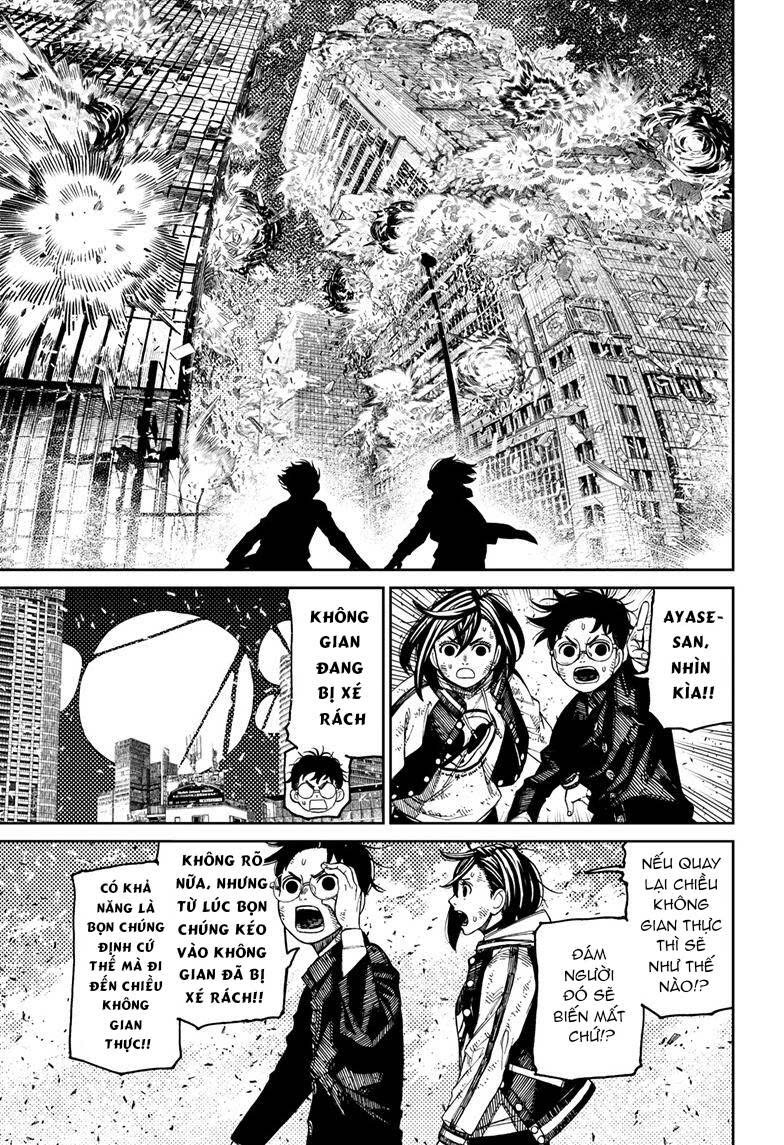 AYASE-
SAN,
NHÌN
KÌA!!
KHÔNG
GIAN
ĐANG
BỊ XÉ
RÁCH
NẾU QUAY
LẠI CHIỀU
KHÔNG
GIAN THỰC
THÌ SẼ
NHƯ THẾ
NÀO!?
ĐÁM
NGƯỜI
ĐÓ SẼ
BIẾN MẤT
CHỨ!?
KHÔNG RÕ
NỮA, NHƯNG
TỪ LÚC BỌN
CHÚNG KÉO
VÀO KHÔNG
GIAN ĐÃ BỊ
XÉ RÁCH!!
CÓ KHẢ
NĂNG LÀ
BỌN CHÚNG
ĐỊNH CỨ
THẾ MÀ ĐI
ĐẾN CHIỀU
KHÔNG
GIAN
THỰC!!